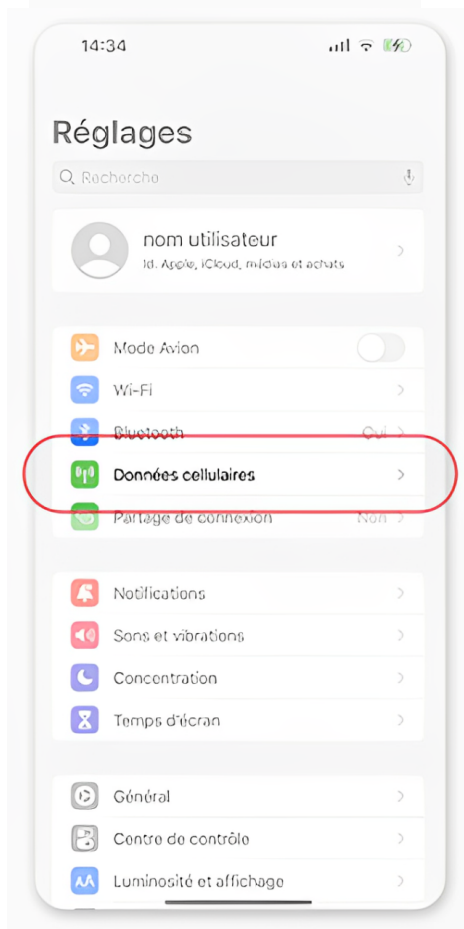 14:34
Réglages
Recherche
nom utilisateur
Id. Apple, iCloud, médias et achats
Mode Avion
Wi-Fi
Bluetooth Oui
Données cellulaires
Partage de connexion Non
Notifications
Sons et vibrations
Concentration
Temps d'écran
Général
Centre de contrôle
Luminosité et affichage